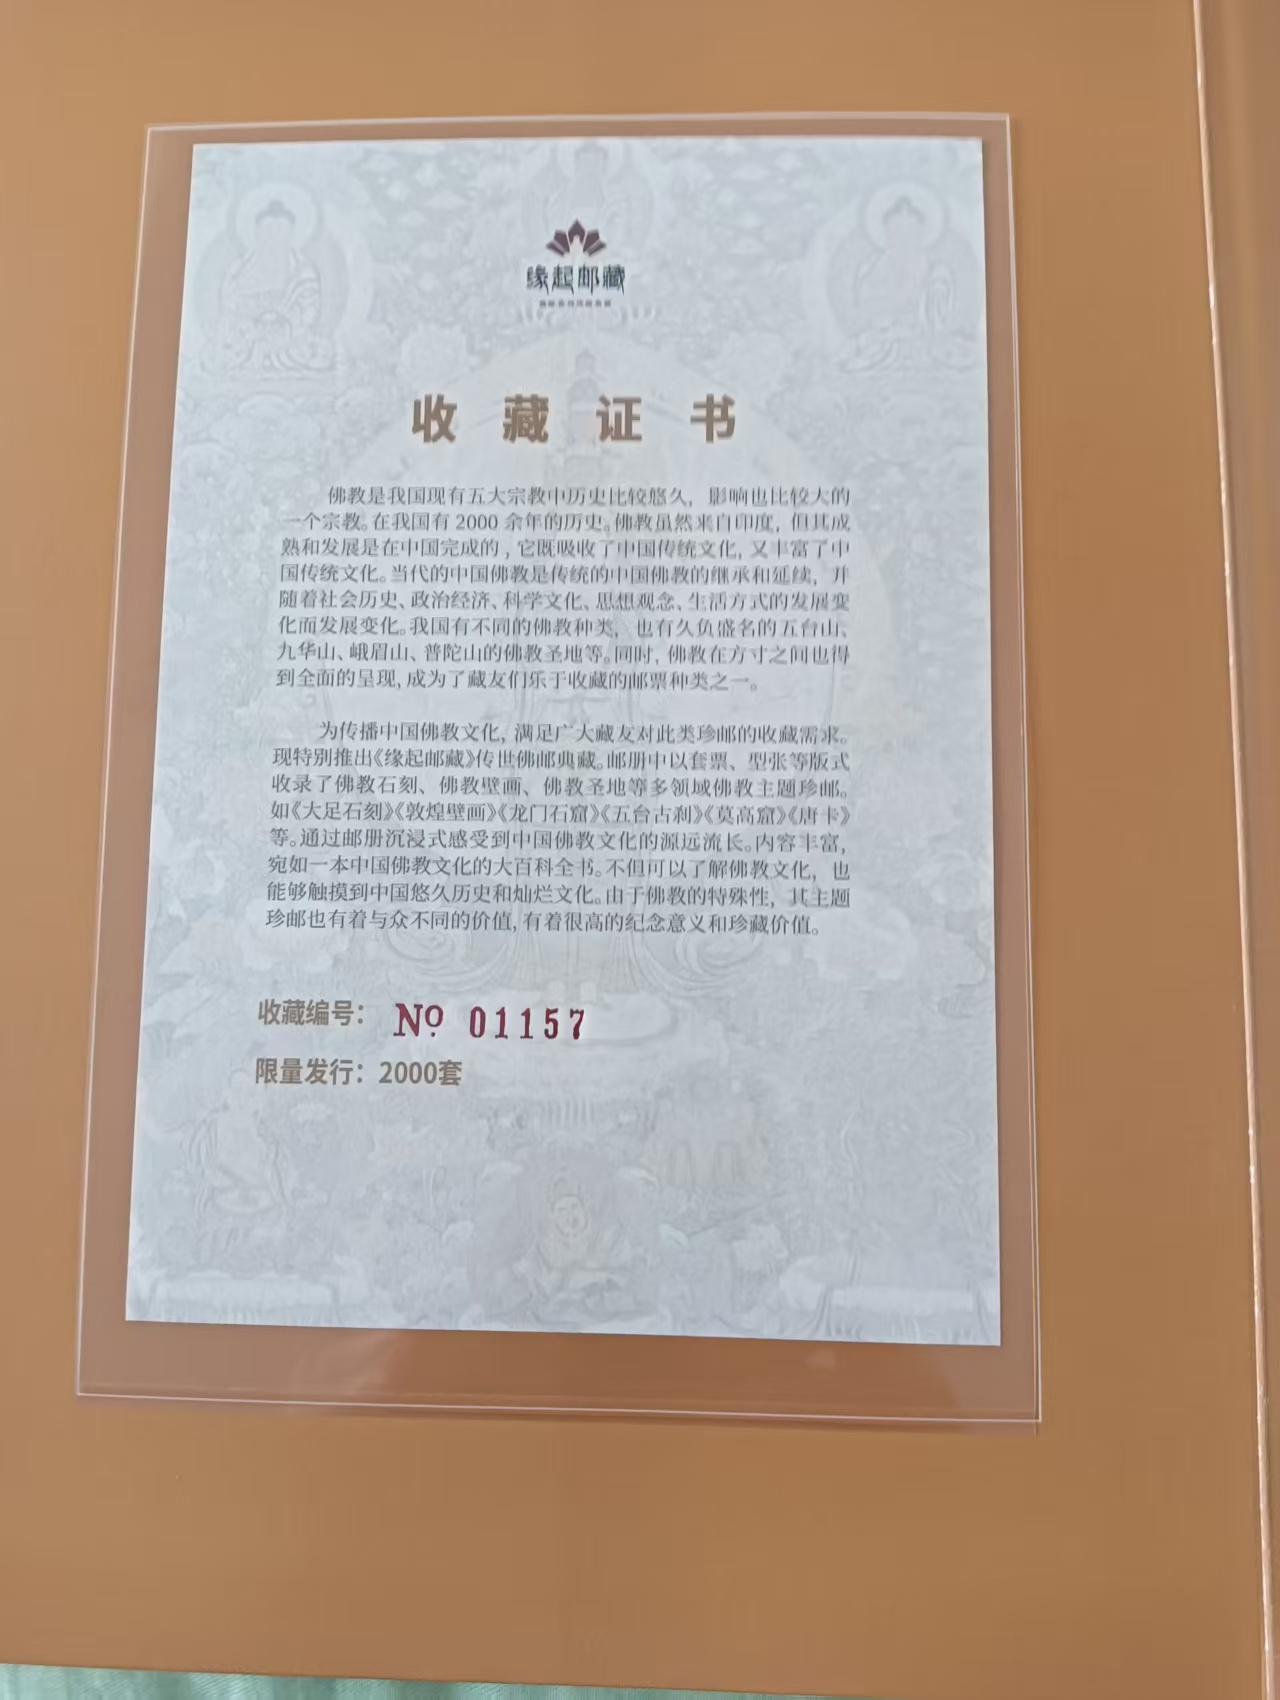 缘起邮藏
收藏证书
佛教是我国现有五大宗教中历史比较悠久，影响也比较大的
一个宗教。在我国有 2000 余年的历史。佛教虽然来自印度，但其成
熟和发展是在中国完成的，它既吸收了中国传统文化，又丰富了中
国传统文化。当代的中国佛教是传统的中国佛教的继承和延续，并
随着社会历史、政治经济、科学文化、思想观念、生活方式的发展变
化而发展变化。我国有不同的佛教种类，也有久负盛名的五台山、
九华山、峨眉山、普陀山的佛教圣地等。同时，佛教在方寸之间也得
到全面的呈现，成为了藏友们乐于收藏的邮票种类之一。
为传播中国佛教文化，满足广大藏友对此类珍邮的收藏需求。
现特别推出《缘起邮藏》传世佛邮典藏。邮册中以套票、型张等版式
收录了佛教石刻、佛教壁画、佛教圣地等多领域佛教主题珍邮。
如《大足石刻》《敦煌壁画》《龙门石窟》《五台古刹》《莫高窟》《唐卡》
等。通过邮册沉浸式感受到中国佛教文化的源远流长。内容丰富，
宛如一本中国佛教文化的大百科全书。不但可以了解佛教文化，也
能够触摸到中国悠久历史和灿烂文化。由于佛教的特殊性，其主题
珍邮也有着与众不同的价值，有着很高的纪念意义和珍藏价值。
收藏编号： No 01157
限量发行：2000套